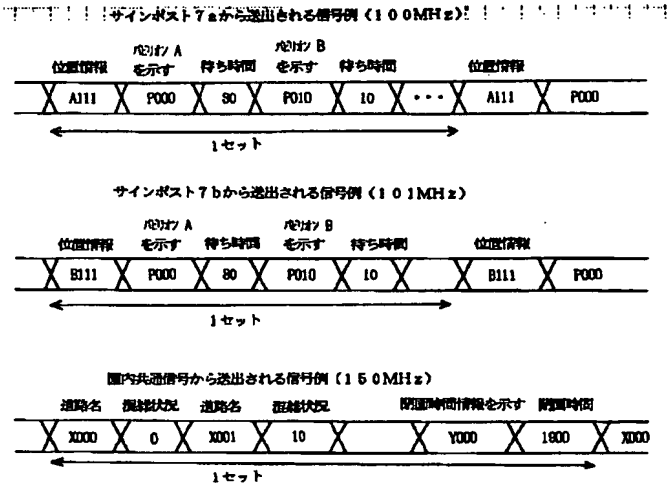 サインポスト7aから送出される信号例（100MHz）
パビリオン A パビリオン B
位置情報 を示す 待ち時間 を示す 待ち時間 位置情報
A111 P000 80 P010 10 ・・・ A111 P000
1セット
サインポスト7bから送出される信号例（101MHz）
パビリオン A パビリオン B
位置情報 を示す 待ち時間 を示す 待ち時間 位置情報
B111 P000 80 P010 10 B111 P000
1セット
園内共通信号から送出される信号例（150MHz）
道路名 混雑状況 道路名 混雑状況 閉園時間情報を示す 閉園時間
X000 0 X001 10 Y000 1900 X000
1セット